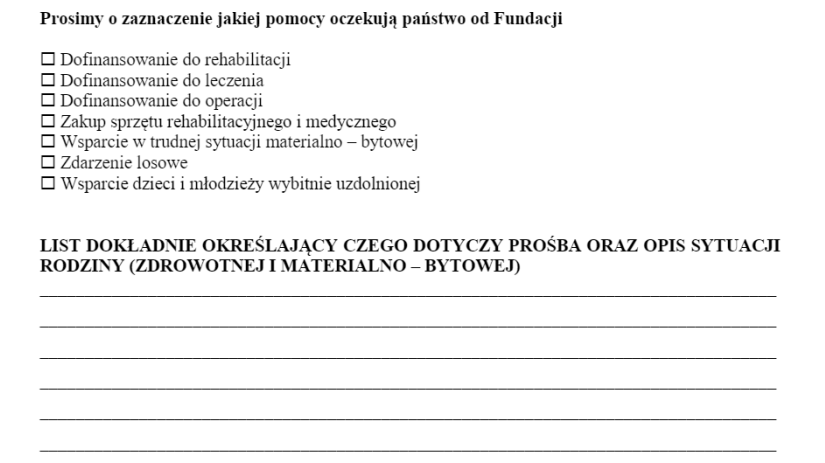 Prosimy o zaznaczenie jakiej pomocy oczekują państwo od Fundacji
☐ Dofinansowanie do rehabilitacji
☐ Dofinansowanie do leczenia
☐ Dofinansowanie do operacji
☐ Zakup sprzętu rehabilitacyjnego i medycznego
☐ Wsparcie w trudnej sytuacji materialno – bytowej
☐ Zdarzenie losowe
☐ Wsparcie dzieci i młodzieży wybitnie uzdolnionej
LIST DOKŁADNIE OKREŚLAJĄCY CZEGO DOTYCZY PROŚBA ORAZ OPIS SYTUACJI
RODZINY (ZDROWOTNEJ I MATERIALNO – BYTOWEJ)